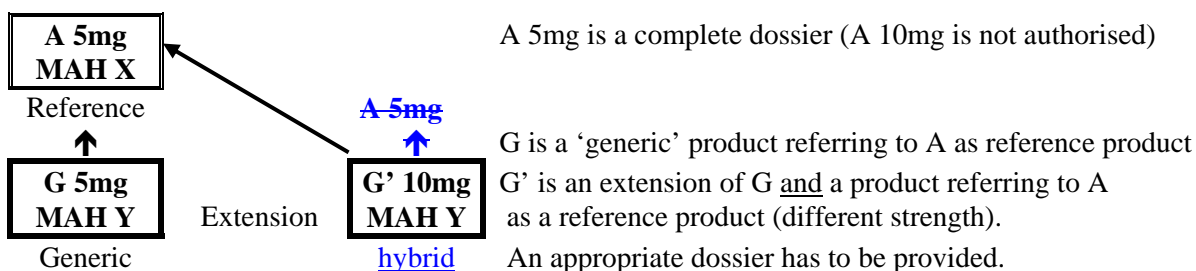 A 5mg A 5mg is a complete dossier (A 10mg is not authorised)
MAH X
Reference A 5mg
G is a ‘generic’ product referring to A as reference product
G 5mg G’ 10mg G’ is an extension of G and a product referring to A
MAH Y Extension MAH Y as a reference product (different strength).
Generic hybrid An appropriate dossier has to be provided.